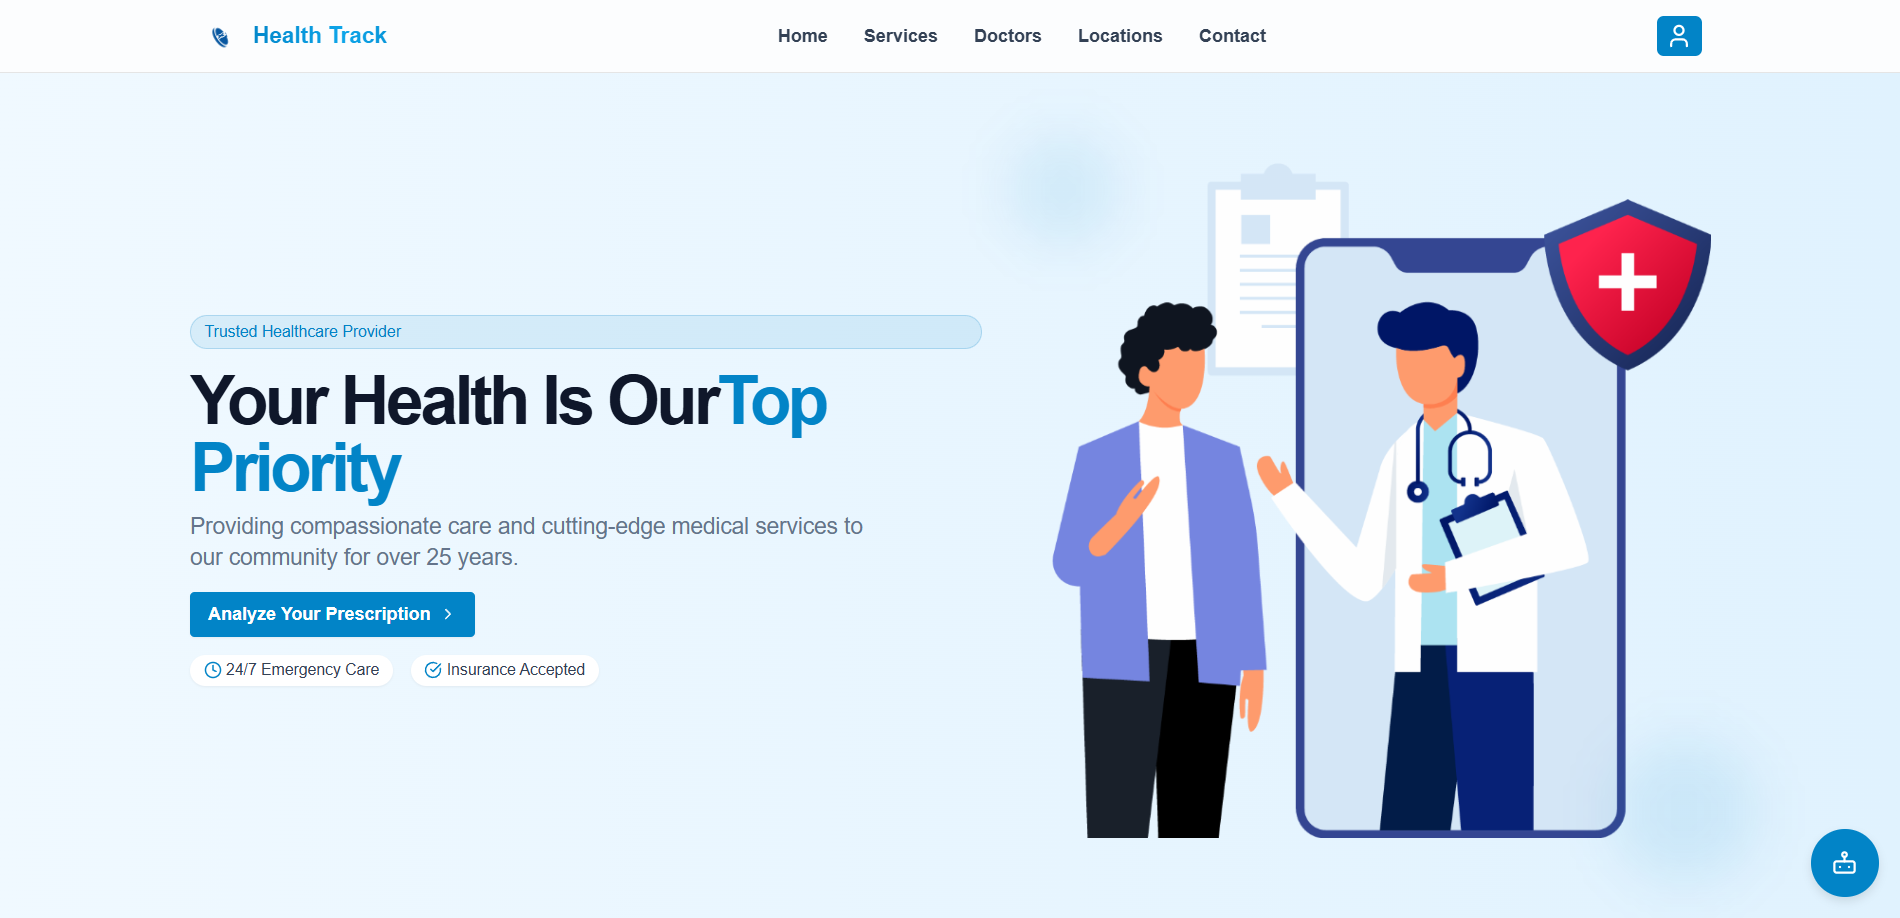 Health Track
Home
Services
Doctors
Locations
Contact
Trusted Healthcare Provider
Your Health Is OurTop
Priority
Providing compassionate care and cutting-edge medical services to
our community for over 25 years.
Analyze Your Prescription
24/7 Emergency Care
Insurance Accepted